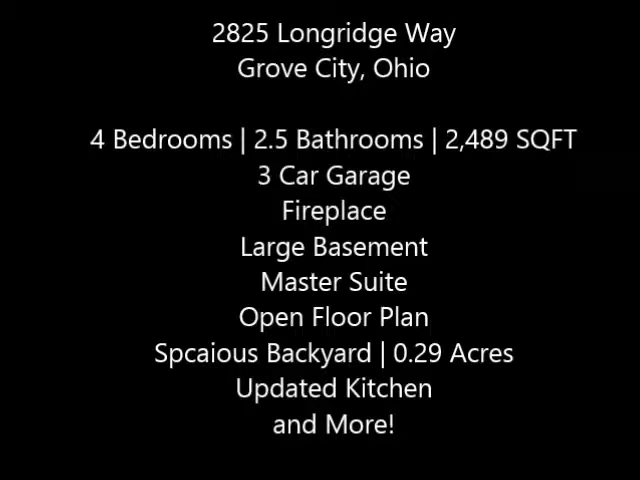 2825 Longridge Way
Grove City, Ohio
4 Bedrooms | 2.5 Bathrooms | 2,489 SQFT
3 Car Garage
Fireplace
Large Basement
Master Suite
Open Floor Plan
Spcaious Backyard | 0.29 Acres
Updated Kitchen
and More!